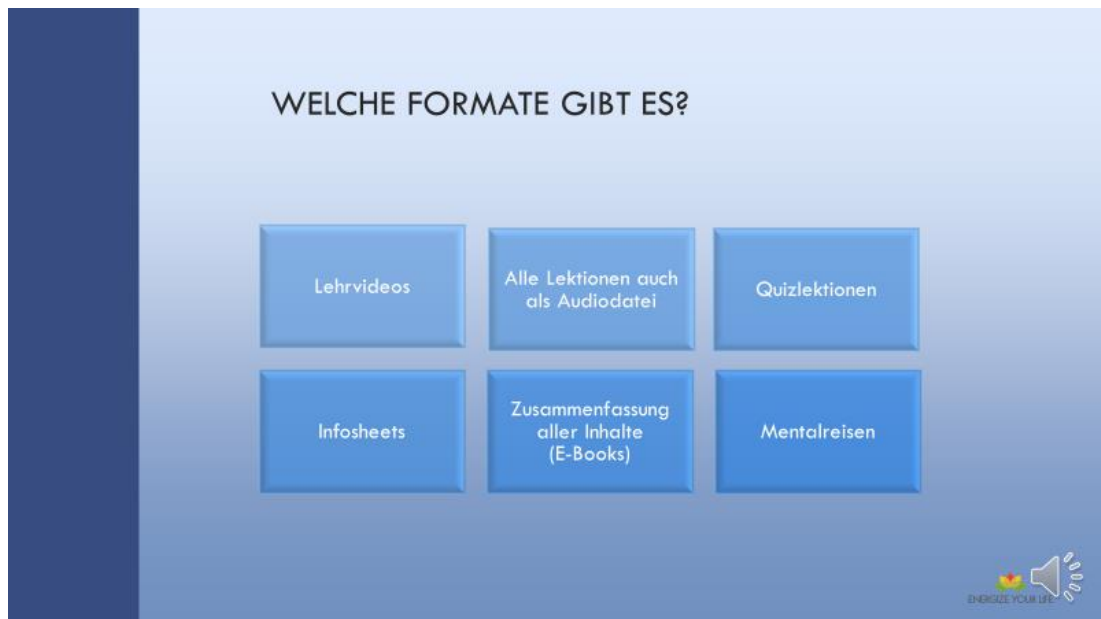 WELCHE FORMATE GIBT ES?
Lehrvideos
Alle Lektionen auch
als Audiodatei
Quizlektionen
Infosheets
Zusammenfassung
aller Inhalte
(E-Books)
Mentalreisen
ENERGIZE YOUR LIFE